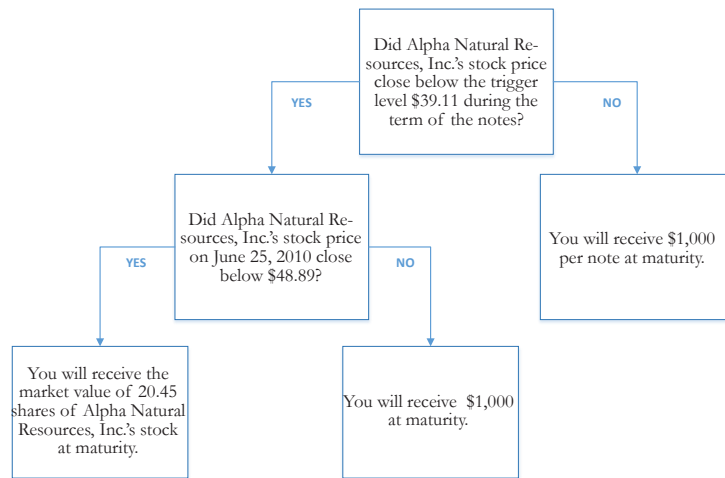 Did Alpha Natural Re-
sources, Inc.'s stock price
close below the trigger
level $39.11 during the
term of the notes?
YES
NO
Did Alpha Natural Re-
sources, Inc.'s stock price
on June 25, 2010 close
below $48.89?
You will receive $1,000
per note at maturity.
YES
NO
You will receive the
market value of 20.45
shares of Alpha Natural
Resources, Inc.'s stock
at maturity.
You will receive $1,000
at maturity.